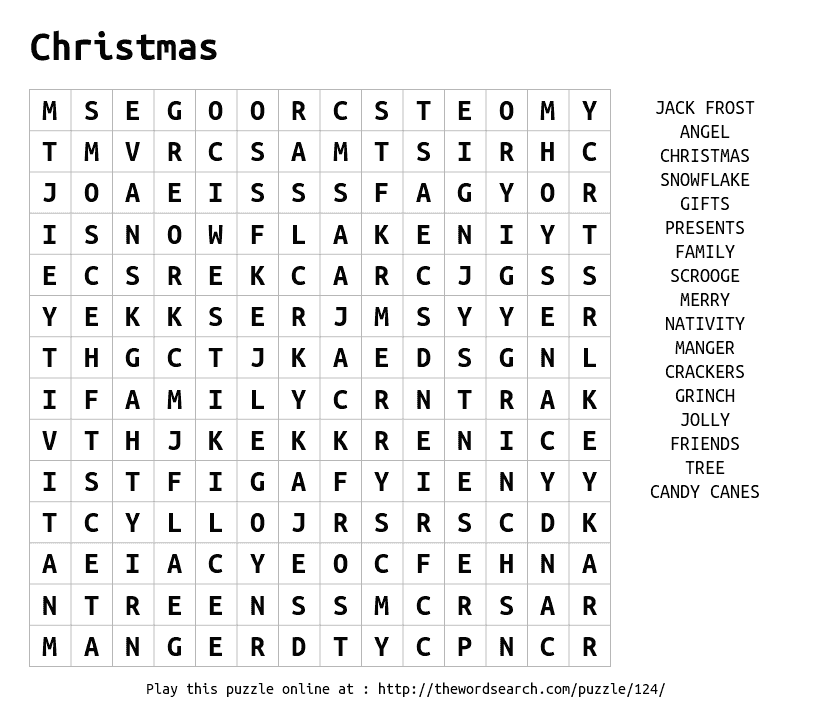 Christmas
M S E G O O R C S T E O M Y
T M V R C S A M T S I R H C
J O A E I S S S F A G Y O R
I S N O W F L A K E N I Y T
E C S R E K C A R C J G S S
Y E K K S E R J M S Y Y E R
T H G C T J K A E D S G N L
I F A M I L Y C R N T R A K
V T H J K E K K R E N I C E
I S T F I G A F Y I E N Y Y
T C Y L L O J R S R S C D K
A E I A C Y E O C F E H N A
N T R E E N S S M C R S A R
M A N G E R D T Y C P N C R
JACK FROST
ANGEL
CHRISTMAS
SNOWFLAKE
GIFTS
PRESENTS
FAMILY
SCROOGE
MERRY
NATIVITY
MANGER
CRACKERS
GRINCH
JOLLY
FRIENDS
TREE
CANDY CANES
Play this puzzle online at : http://thewordsearch.com/puzzle/124/